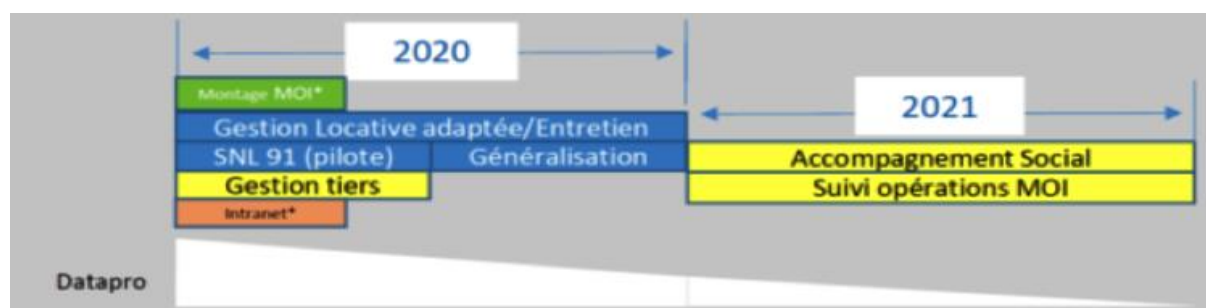 2020
Montage MOI*
2021
Gestion Locative adaptée/Entretien
SNL 91 (pilote) Généralisation Accompagnement Social
Gestion tiers Suivi opérations MOI
Intranet*
Datapro